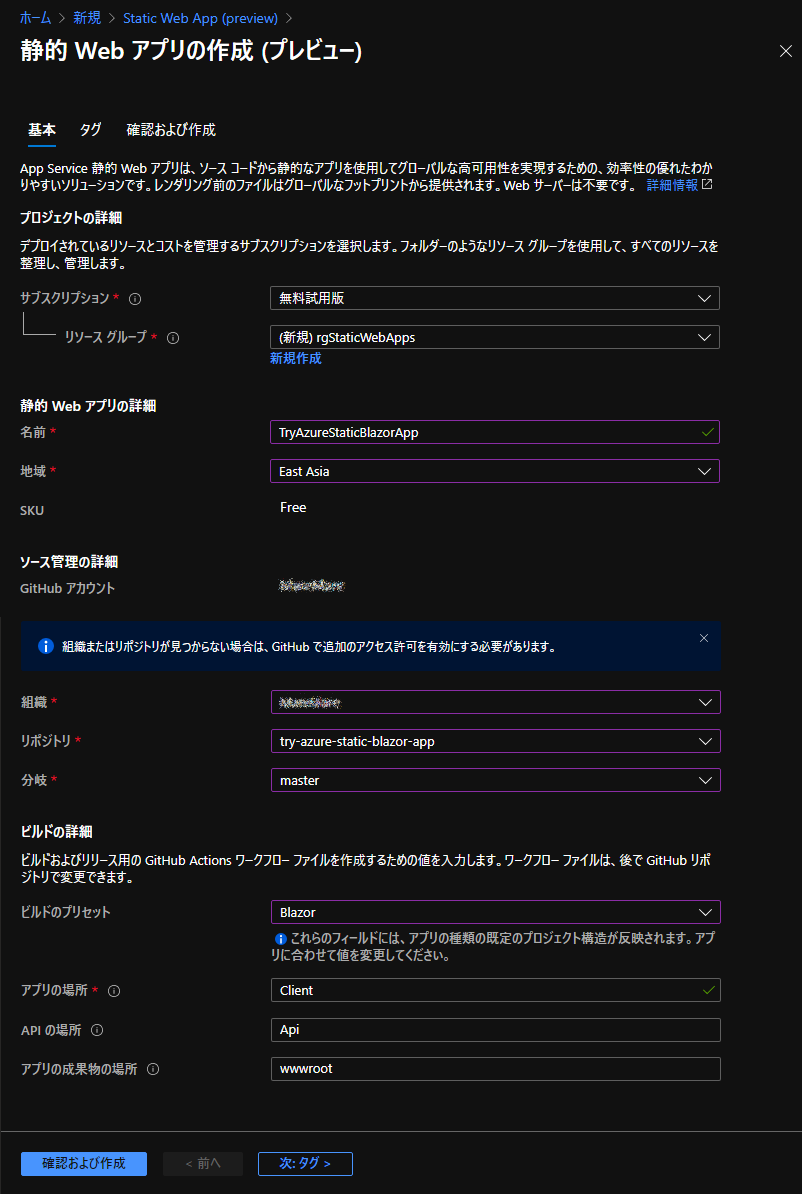 ホーム > 新規 > Static Web App (preview) >
静的 Web アプリの作成 (プレビュー)
基本 タグ 確認および作成
App Service 静的 Web アプリは、ソース コードから静的なアプリを使用してグローバルな高可用性を実現するための、効率性の優れたわか
りやすいソリューションです。レンダリング前のファイルはグローバルなフットプリントから提供されます。Web サーバーは不要です。 詳細情報
プロジェクトの詳細
デプロイされているリソースとコストを管理するサブスクリプションを選択します。フォルダーのようなリソース グループを使用して、すべてのリソースを
整理し、管理します。
サブスクリプション * 無料試用版
リソース グループ * (新規) rgStaticWebApps
新規作成
静的 Web アプリの詳細
名前 * TryAzureStaticBlazorApp
地域 * East Asia
SKU Free
ソース管理の詳細
GitHub アカウント
組織またはリポジトリが見つからない場合は、GitHub で追加のアクセス許可を有効にする必要があります。
組織 *
リポジトリ * try-azure-static-blazor-app
分岐 * master
ビルドの詳細
ビルドおよびリリース用の GitHub Actions ワークフロー ファイルを作成するための値を入力します。ワークフロー ファイルは、後で GitHub リポ
ジトリで変更できます。
ビルドのプリセット Blazor
これらのフィールドには、アプリの種類の既定のプロジェクト構造が反映されます。アプ
リに合わせて値を変更してください。
アプリの場所 * Client
API の場所 Api
アプリの成果物の場所 wwwroot
確認および作成 < 前へ 次: タグ >